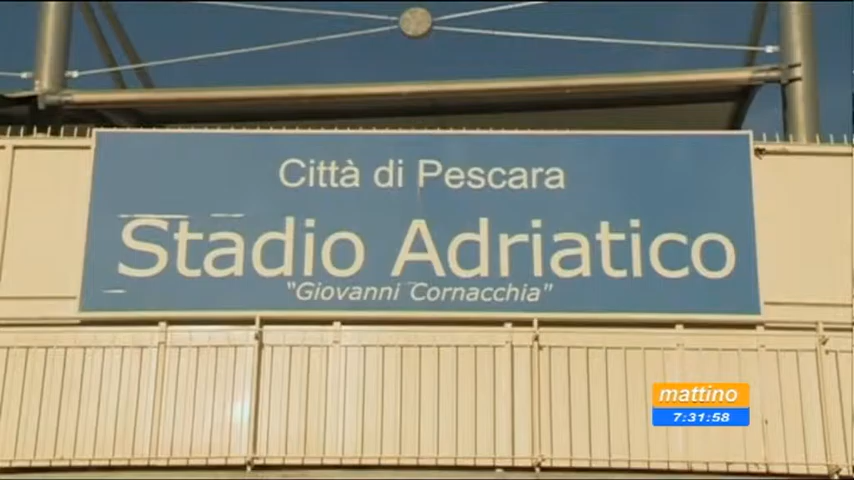 Città di Pescara
Stadio Adriatico
"Giovanni Cornacchia"
mattino
7:31:58